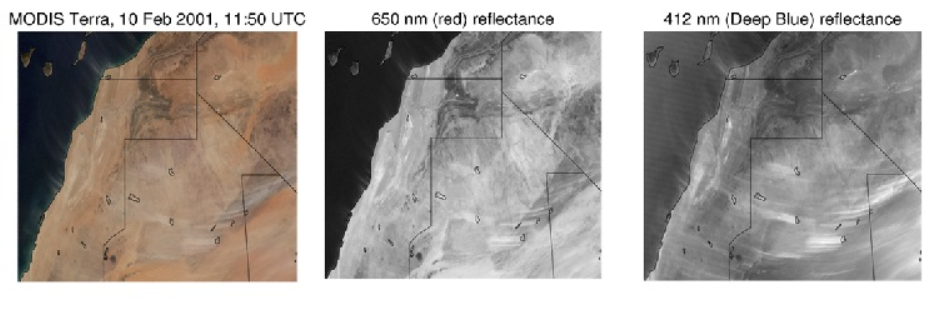 MODIS Terra, 10 Feb 2001, 11:50 UTC
650 nm (red) reflectance
412 nm (Deep Blue) reflectance